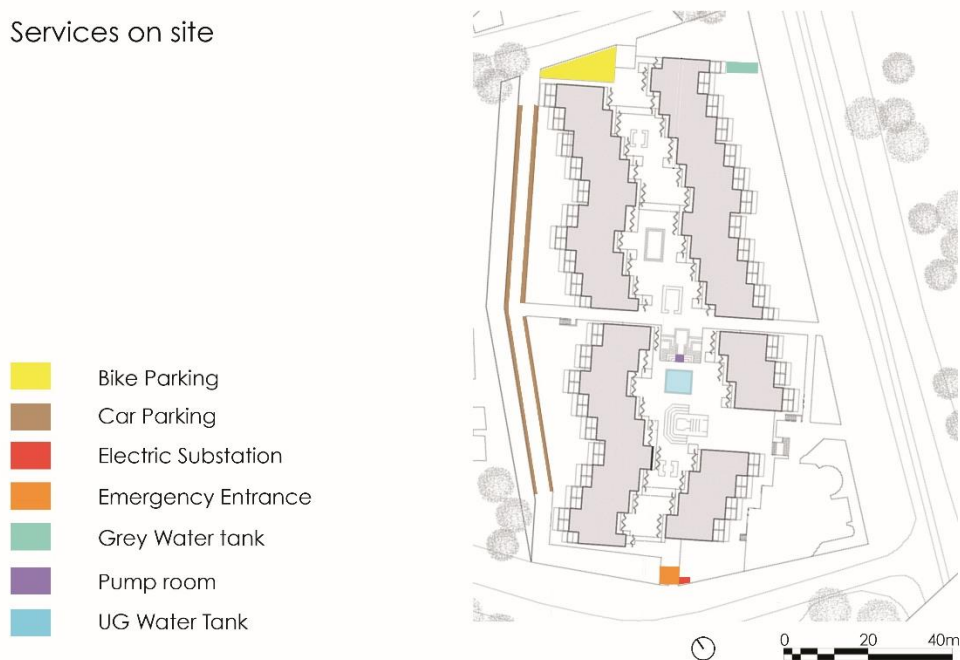 Services on site
Bike Parking
Car Parking
Electric Substation
Emergency Entrance
Grey Water tank
Pump room
UG Water Tank
0 20 40m